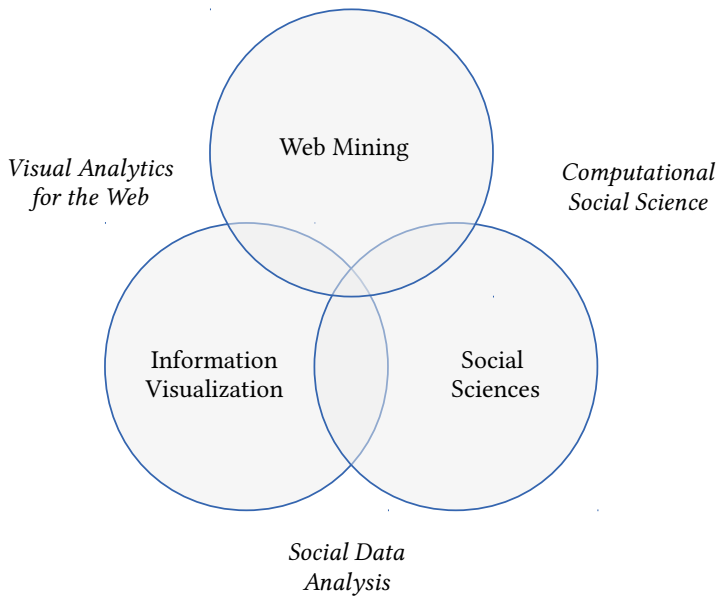 Web Mining
Visual Analytics
for the Web
Computational
Social Science
Information
Visualization
Social
Sciences
Social Data
Analysis